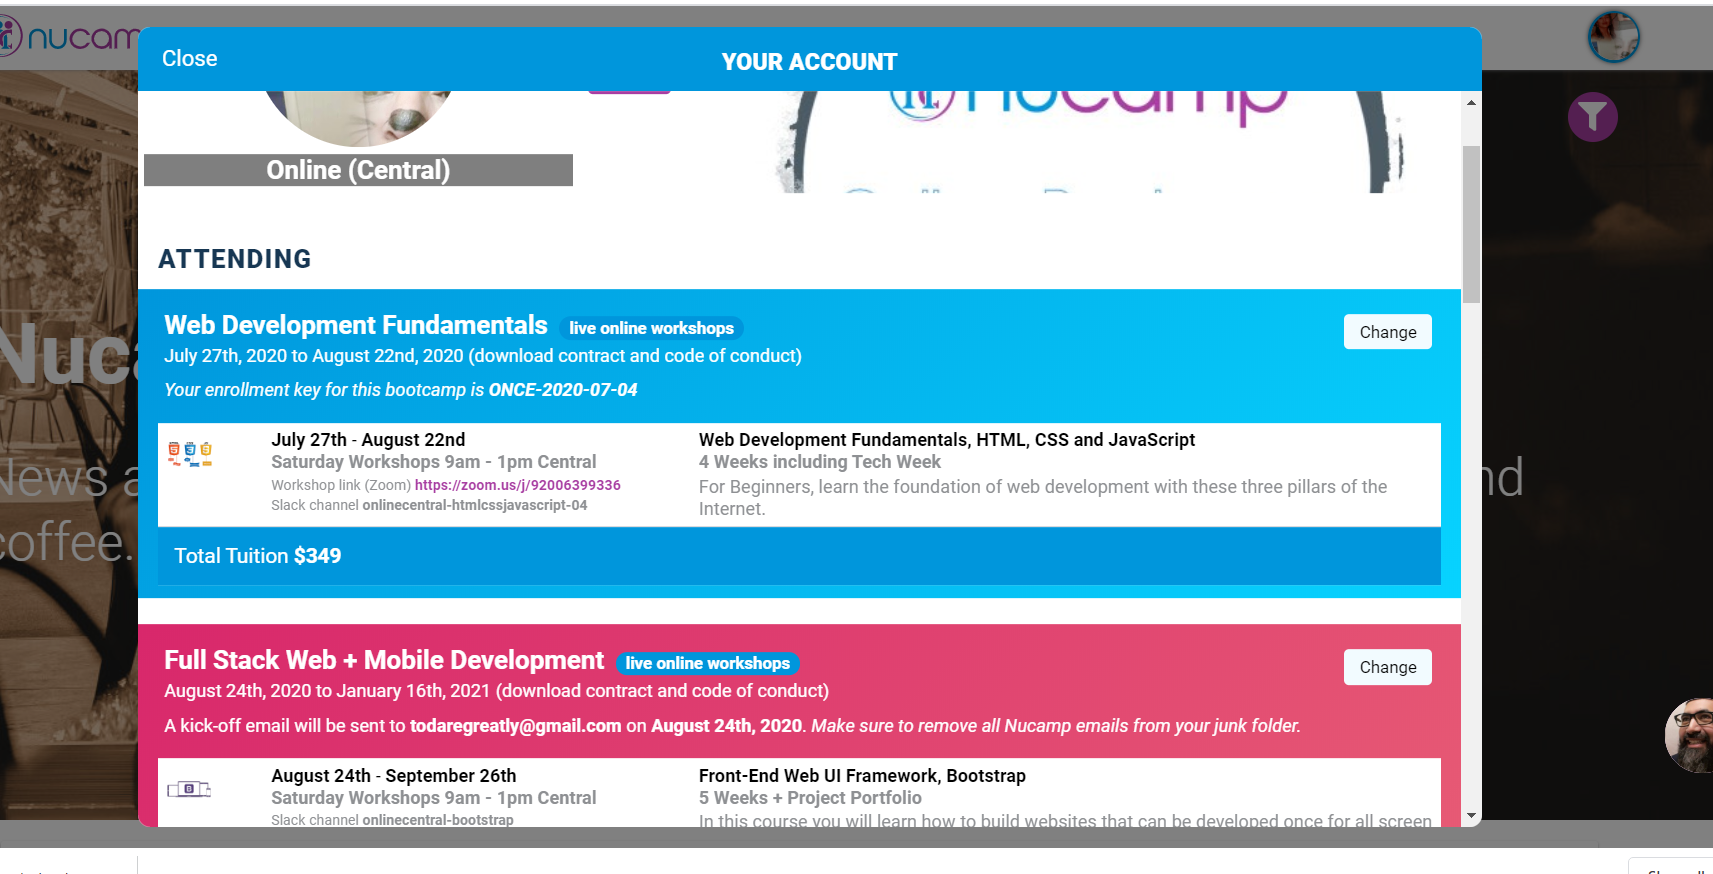 nucam
Close
YOUR ACCOUNT
nucamp
Online (Central)
ATTENDING
Web Development Fundamentals live online workshops
Change
July 27th, 2020 to August 22nd, 2020 (download contract and code of conduct)
Your enrollment key for this bootcamp is ONCE-2020-07-04
July 27th - August 22nd
Saturday Workshops 9am - 1pm Central
Workshop link (Zoom) https://zoom.us/j/92006399336
Slack channel onlinecentral-htmlcssjavascript-04
Web Development Fundamentals, HTML, CSS and JavaScript
4 Weeks including Tech Week
For Beginners, learn the foundation of web development with these three pillars of the
Internet.
Total Tuition $349
Full Stack Web + Mobile Development live online workshops
Change
August 24th, 2020 to January 16th, 2021 (download contract and code of conduct)
A kick-off email will be sent to todaregreatly@gmail.com on August 24th, 2020. Make sure to remove all Nucamp emails from your junk folder.
August 24th - September 26th
Saturday Workshops 9am - 1pm Central
Slack channel onlinecentral-bootstrap
Front-End Web UI Framework, Bootstrap
5 Weeks + Project Portfolio
In this course you will learn how to build websites that can be developed once for all screen
Nuc
News a
nd
coffee.